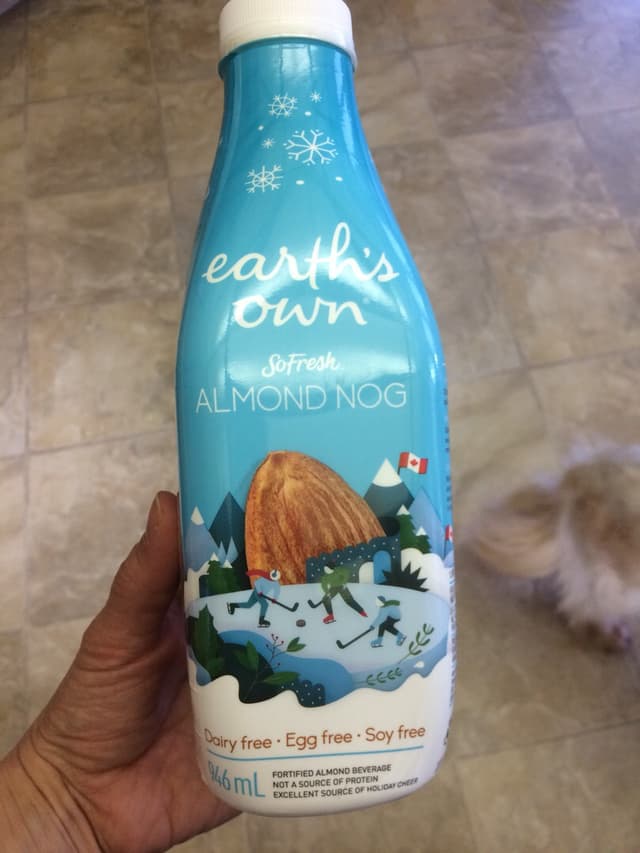 earth's
own
SoFresh
ALMOND NOG
Dairy free · Egg free · Soy free
946 mL
FORTIFIED ALMOND BEVERAGE
NOT A SOURCE OF PROTEIN
EXCELLENT SOURCE OF HOLIDAY CHEER